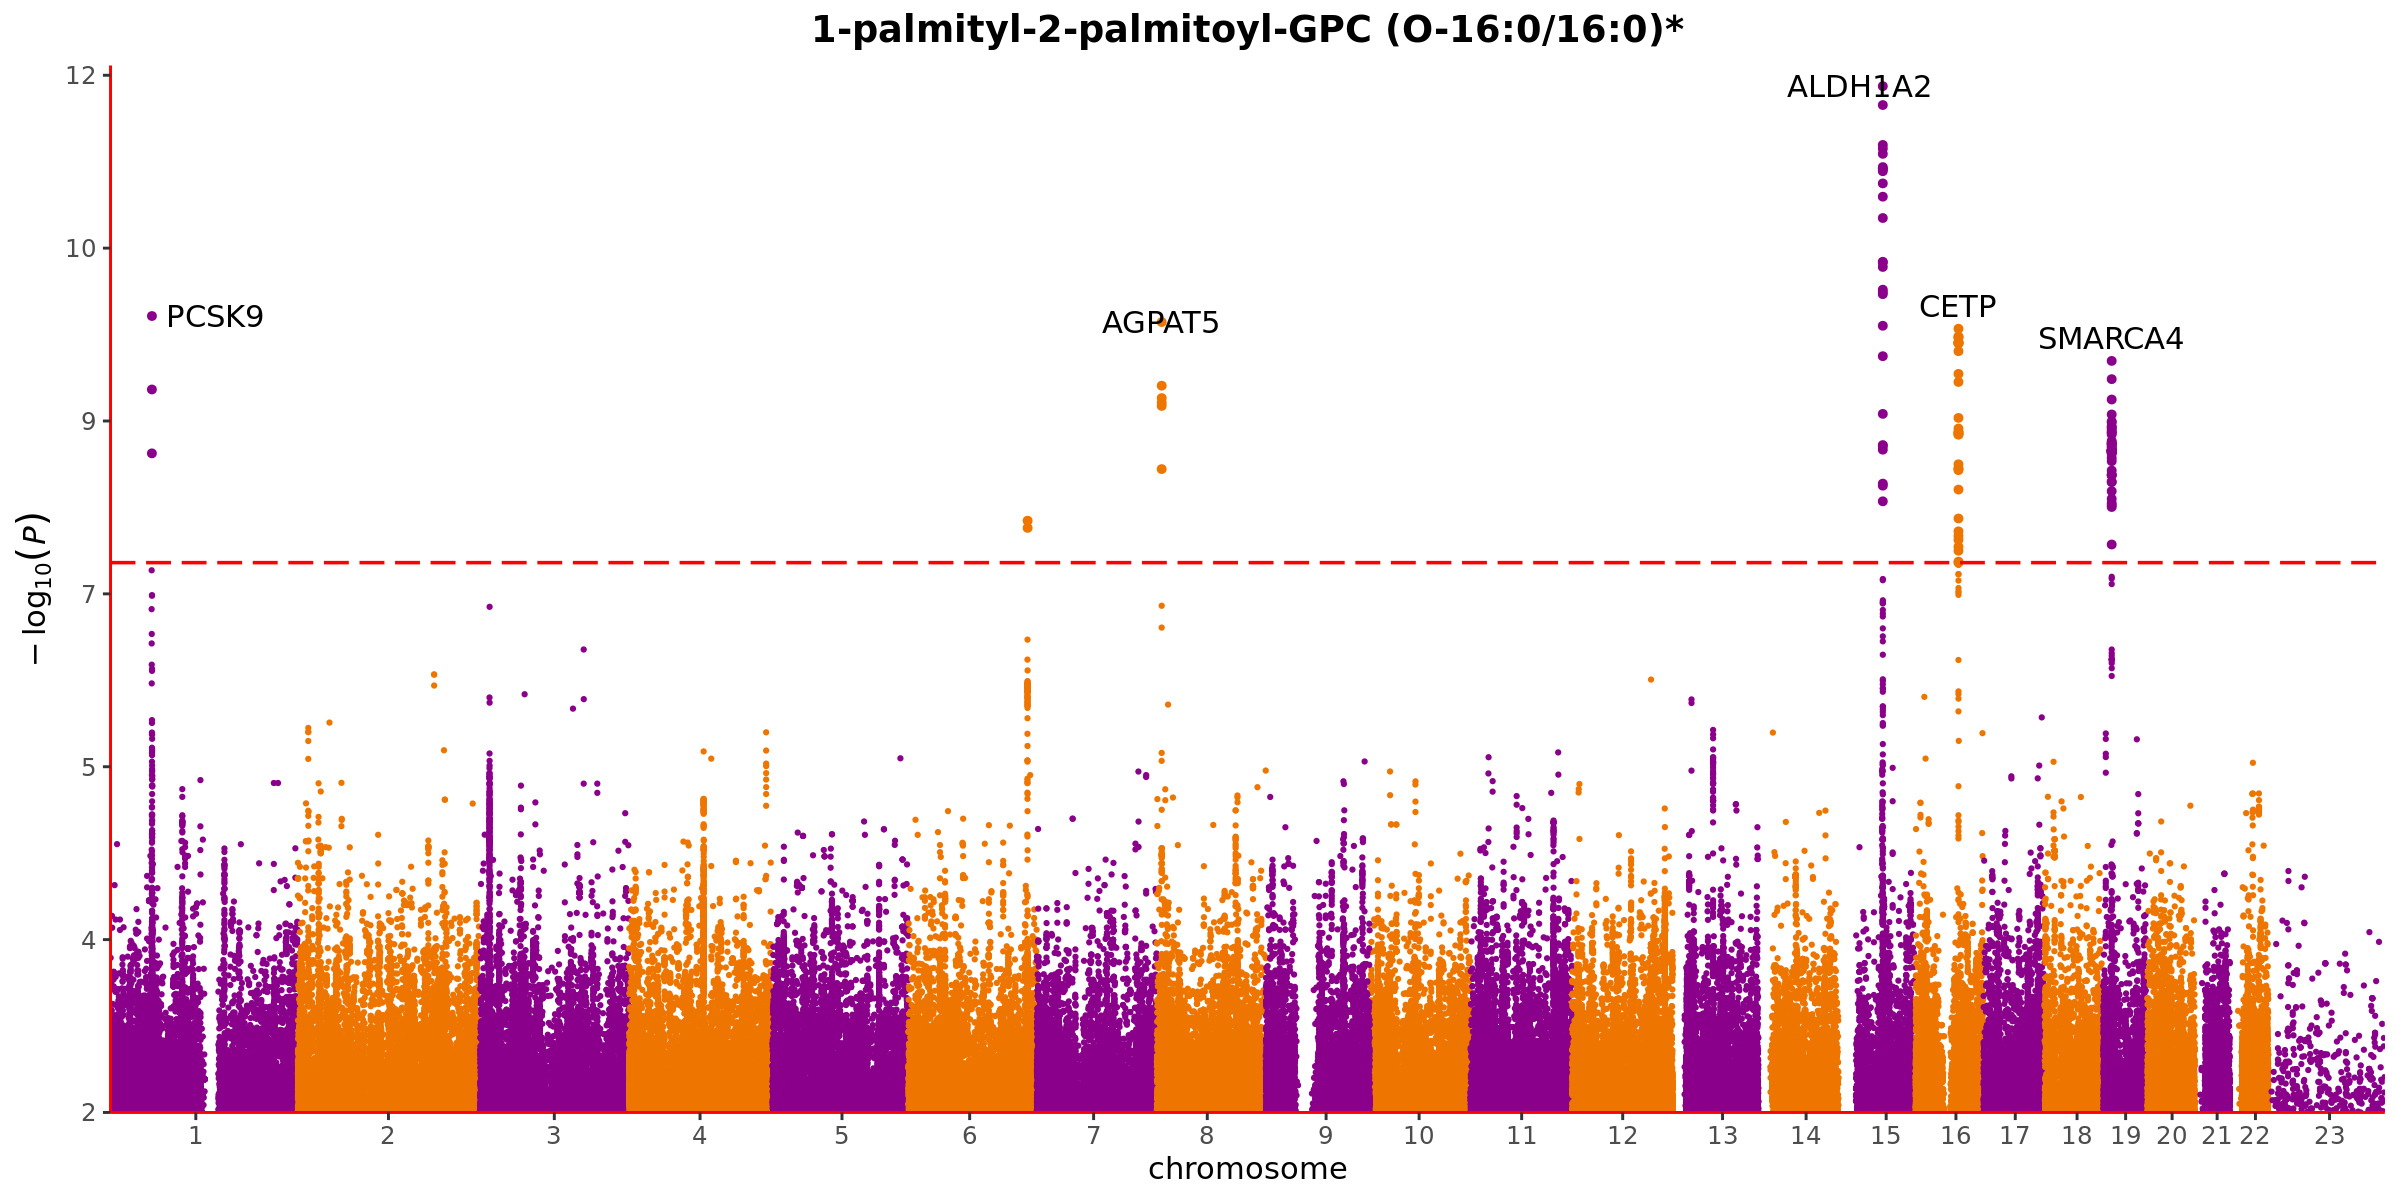 1-palmityl-2-palmitoyl-GPC (O-16:0/16:0)*
12
10
9
7
5
4
2
− log10(P)
PCSK9
AGPAT5
ALDH1A2
CETP
SMARCA4
1 2 3 4 5 6 7 8 9 10 11 12 13 14 15 16 17 18 19 20 21 22 23
chromosome